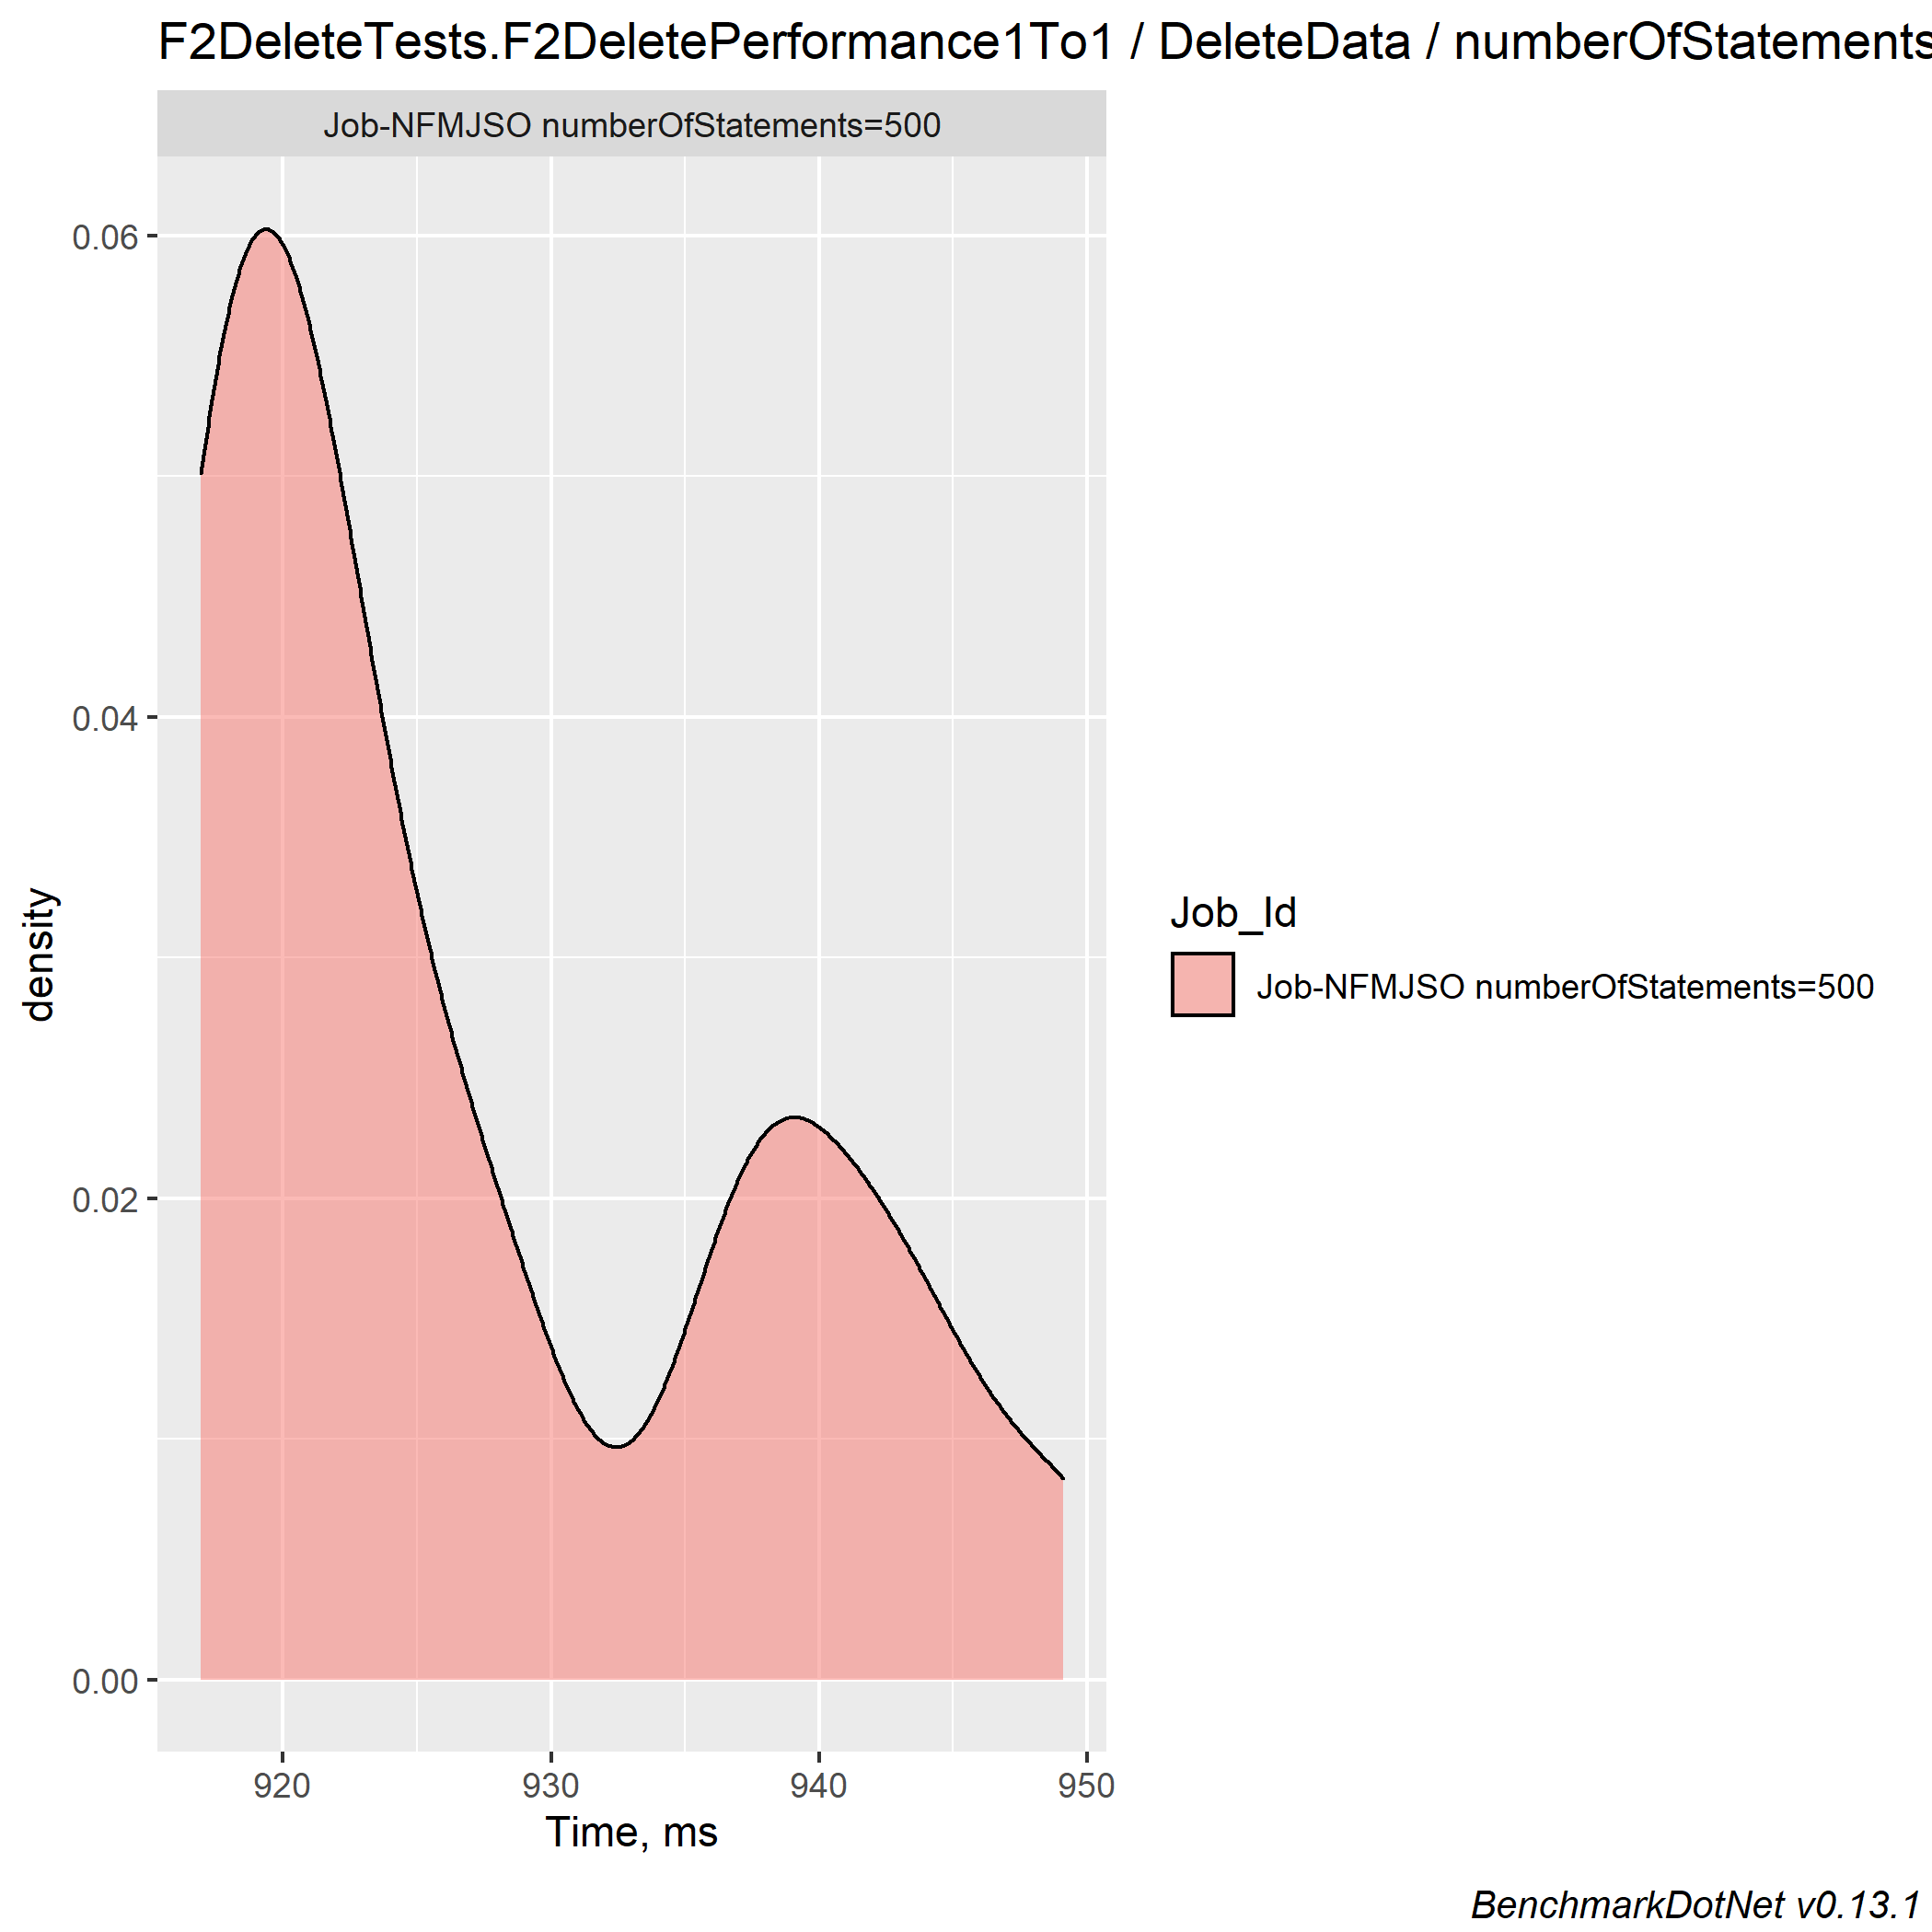 F2DeleteTests.F2DeletePerformance1To1 / DeleteData / numberOfStatements
Job-NFMJSO numberOfStatements=500
0.06
0.04
0.02
0.00
density
920 930 940 950
Time, ms
Job_Id
Job-NFMJSO numberOfStatements=500
BenchmarkDotNet v0.13.1